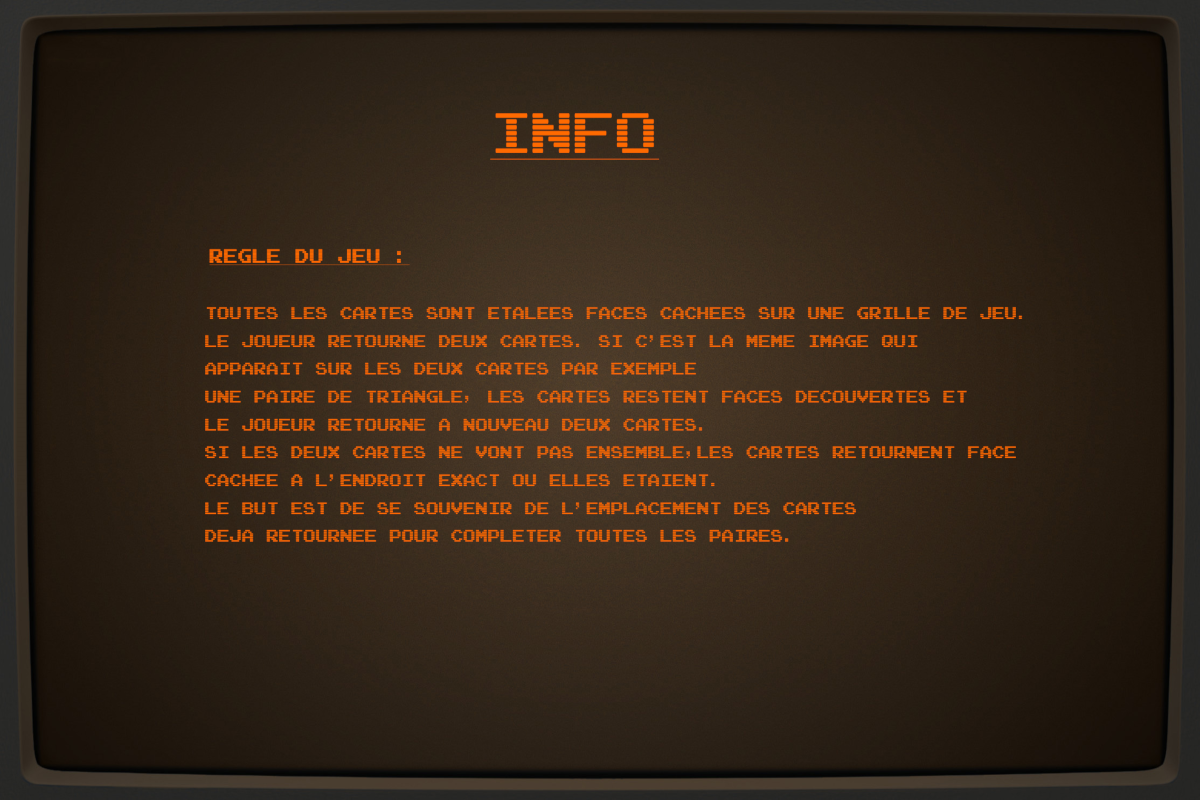 INFO
REGLE DU JEU :
TOUTES LES CARTES SONT ETALEES FACES CACHEES SUR UNE GRILLE DE JEU.
LE JOUEUR RETOURNE DEUX CARTES. SI C'EST LA MEME IMAGE QUI
APPARAIT SUR LES DEUX CARTES PAR EXEMPLE
UNE PAIRE DE TRIANGLE, LES CARTES RESTENT FACES DECOUVERTES ET
LE JOUEUR RETOURNE A NOUVEAU DEUX CARTES.
SI LES DEUX CARTES NE VONT PAS ENSEMBLE,LES CARTES RETOURNENT FACE
CACHEE A L'ENDROIT EXACT OU ELLES ETAIENT.
LE BUT EST DE SE SOUVENIR DE L'EMPLACEMENT DES CARTES
DEJA RETOURNEE POUR COMPLETER TOUTES LES PAIRES.